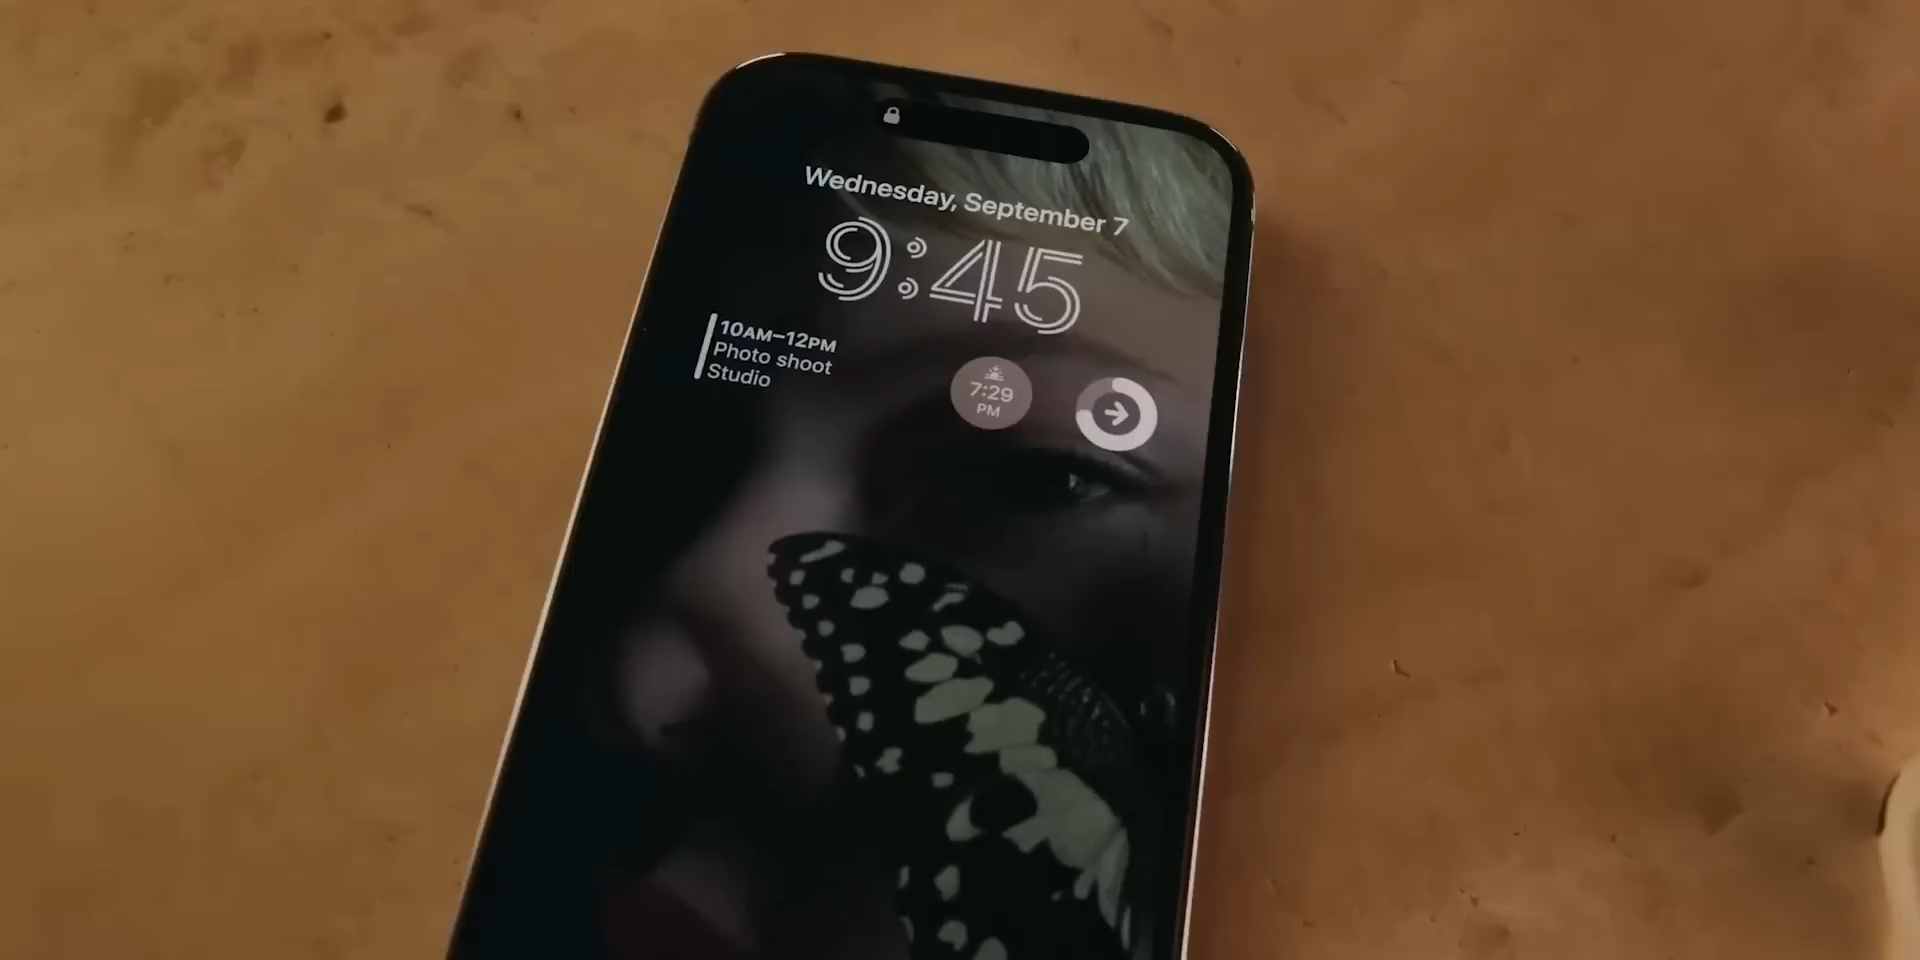 Wednesday, September 7
9:45
10AM–12PM
Photo shoot
Studio
7:29
PM